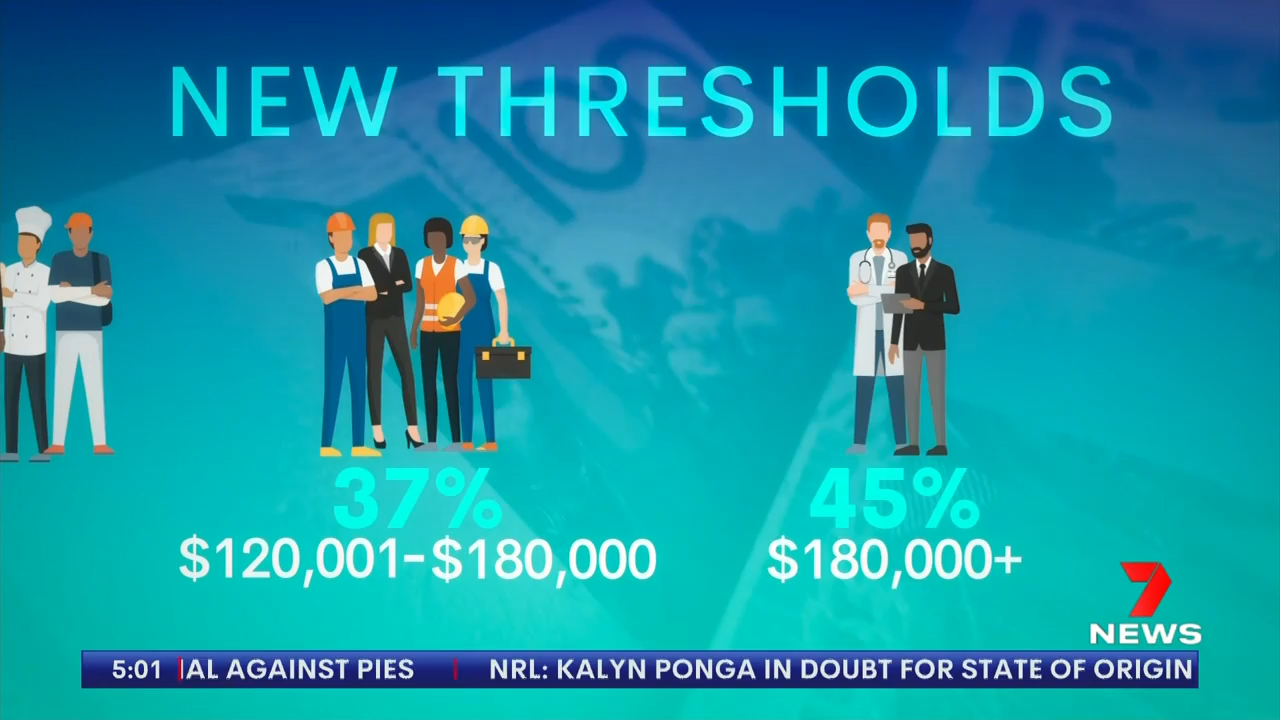 NEW THRESHOLDS
37%
$120,001-$180,000
45%
$180,000+
7
NEWS
5:01
AL AGAINST PIES | NRL: KALYN PONGA IN DOUBT FOR STATE OF ORIGIN